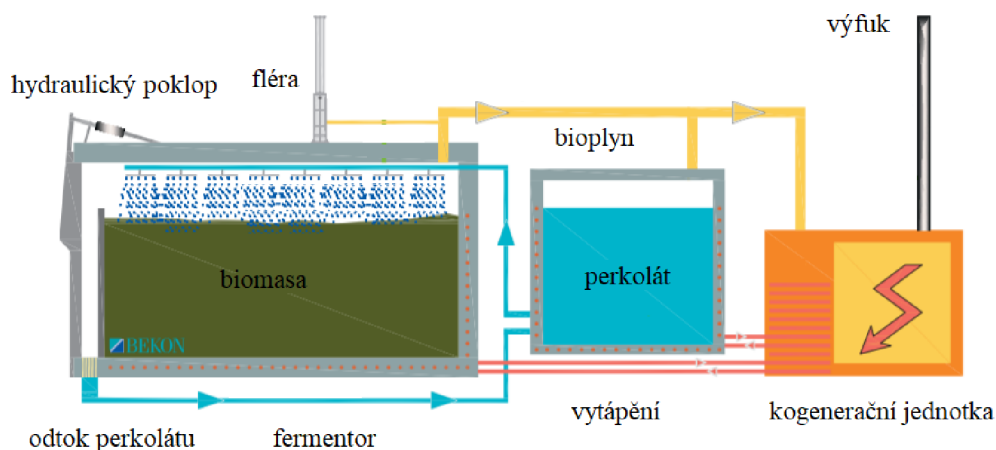 výfuk
hydraulický poklop
fléra
bioplyn
biomasa
perkolát
BEKON
vytápění
kogenerační jednotka
odtok perkolátu
fermentor